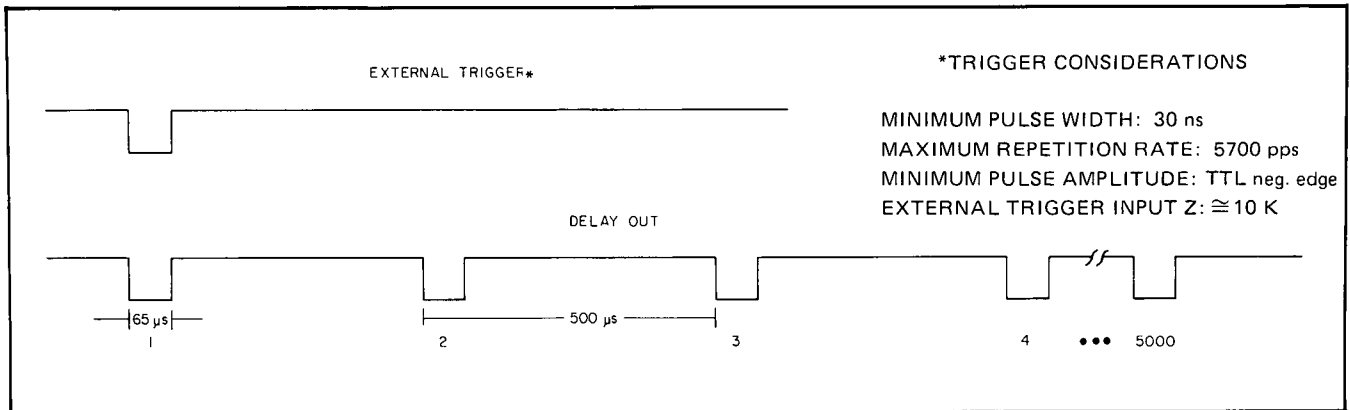 EXTERNAL TRIGGER*
*TRIGGER CONSIDERATIONS
MINIMUM PULSE WIDTH: 30 ns
MAXIMUM REPETITION RATE: 5700 pps
MINIMUM PULSE AMPLITUDE: TTL neg. edge
EXTERNAL TRIGGER INPUT Z: ≅ 10 K
DELAY OUT
65 µs
500 µs
1 2 3 4 ••• 5000